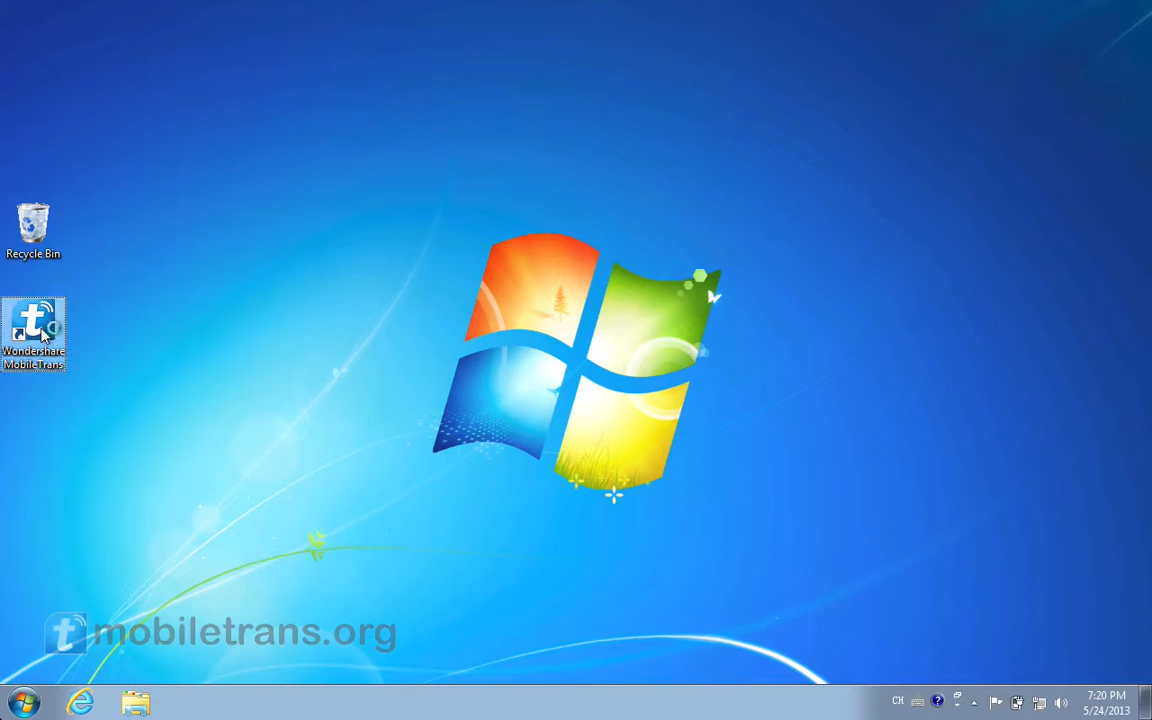 Recycle Bin
Wondershare
MobileTrans
mobiletrans.org
CH
7:20 PM
5/24/2013